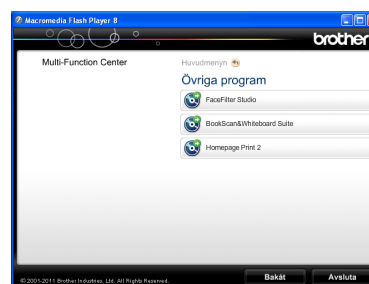 Macromedia Flash Player 8
brother
Multi-Function Center
Huvudmenyn
Övriga program
FaceFilter Studio
BookScan&Whiteboard Suite
Homepage Print 2
© 2001-2011 Brother Industries, Ltd. All Rights Reserved.
Bakåt
Avsluta